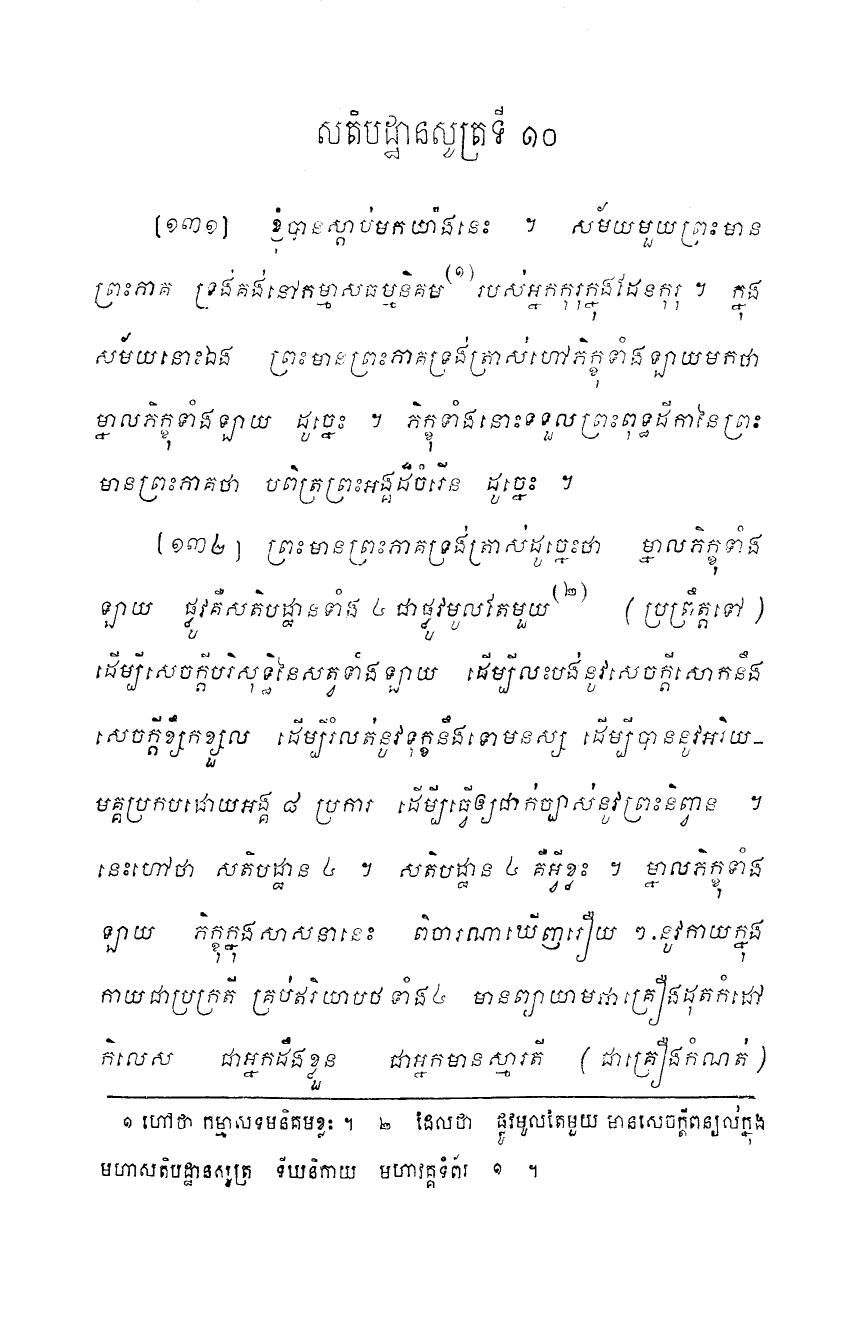 សតិបដ្ឋានសូត្រទី ១០
[១៣១] ខ្ញុំបានស្តាប់មកយ៉ាងនេះ ។ សម័យមួយព្រះមាន
ព្រះភាគ ទ្រង់គង់នៅកម្មាសធម្មនិគម(១)របស់អ្នកកុរុក្នុងដែនកុរុ ។ ក្នុង
សម័យនោះឯង ព្រះមានព្រះភាគទ្រង់ត្រាស់ហៅភិក្ខុទាំងឡាយមកថា
ម្នាលភិក្ខុទាំងឡាយ ដូច្នេះ ។ ភិក្ខុទាំងនោះទទួលព្រះពុទ្ធដីកានៃព្រះ
មានព្រះភាគថា បពិត្រព្រះអង្គដ៏ចំរើន ដូច្នេះ ។
[១៣២] ព្រះមានព្រះភាគទ្រង់ត្រាស់ដូច្នេះថា ម្នាលភិក្ខុទាំង
ឡាយ ផ្លូវគឺសតិបដ្ឋានទាំង ៤ ជាផ្លូវមូលតែមួយ(២) (ប្រព្រឹត្តទៅ)
ដើម្បីសេចក្តីបរិសុទ្ធិនៃសត្វទាំងឡាយ ដើម្បីលះបង់នូវសេចក្តីសោកនឹង
សេចក្តីខ្សឹកខ្សួល ដើម្បីរំលត់នូវទុក្ខនឹងទោមនស្ស ដើម្បីបាននូវអរិយ-
មគ្គប្រកបដោយអង្គ ៨ ប្រការ ដើម្បីធ្វើឲ្យជាក់ច្បាស់នូវព្រះនិព្វាន ។
នេះហៅថា សតិបដ្ឋាន ៤ ។ សតិបដ្ឋាន ៤ គឺអ្វីខ្លះ ។ ម្នាលភិក្ខុទាំង
ឡាយ ភិក្ខុក្នុងសាសនានេះ ពិចារណាឃើញរឿយ ៗ នូវកាយក្នុង
កាយជាប្រក្រតី គ្រប់ឥរិយាបថទាំង៤ មានព្យាយាមជាគ្រឿងដុតកំដៅ
កិលេស ជាអ្នកដឹងខ្លួន ជាអ្នកមានស្មារតី (ជាគ្រឿងកំណត់)
១ ហៅថា កម្មាសទមនិគមខ្លះ ។ ២ ដែលថា ផ្លូវមូលតែមួយ មានសេចក្តីពន្យល់ក្នុង
មហាសតិបដ្ឋានសូត្រ ទីឃនិកាយ មហាវគ្គទំព័រ ១ ។